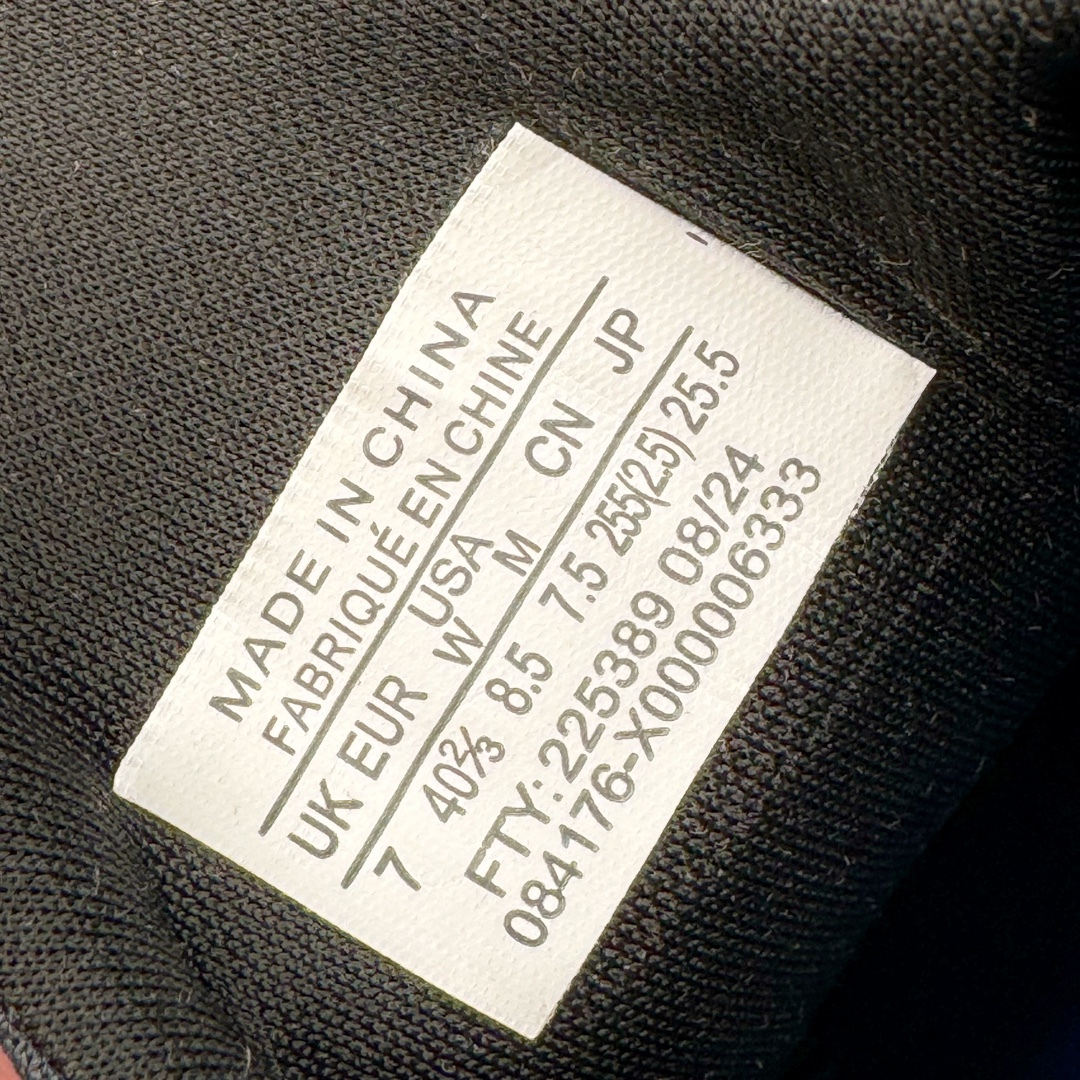 MADE IN CHINA
FABRIQUÉ EN CHINE
UK EUR USA CN JP
W M
7 40⅔ 8.5 7.5 255(2.5) 25.5
FTY:225389 08/24
084176-X000006333